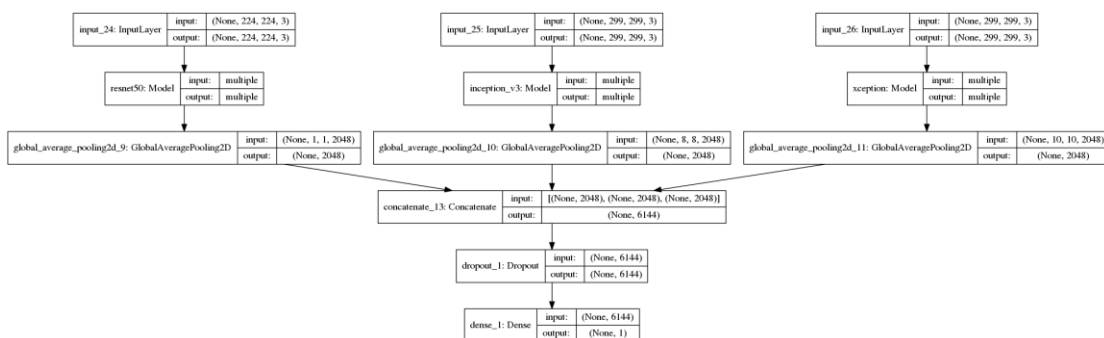 input_24: InputLayer input: (None, 224, 224, 3)
output: (None, 224, 224, 3)
input_25: InputLayer input: (None, 299, 299, 3)
output: (None, 299, 299, 3)
input_26: InputLayer input: (None, 299, 299, 3)
output: (None, 299, 299, 3)
resnet50: Model input: multiple
output: multiple
inception_v3: Model input: multiple
output: multiple
xception: Model input: multiple
output: multiple
global_average_pooling2d_9: GlobalAveragePooling2D input: (None, 1, 1, 2048)
output: (None, 2048)
global_average_pooling2d_10: GlobalAveragePooling2D input: (None, 8, 8, 2048)
output: (None, 2048)
global_average_pooling2d_11: GlobalAveragePooling2D input: (None, 10, 10, 2048)
output: (None, 2048)
concatenate_13: Concatenate input: [(None, 2048), (None, 2048), (None, 2048)]
output: (None, 6144)
dropout_1: Dropout input: (None, 6144)
output: (None, 6144)
dense_1: Dense input: (None, 6144)
output: (None, 1)